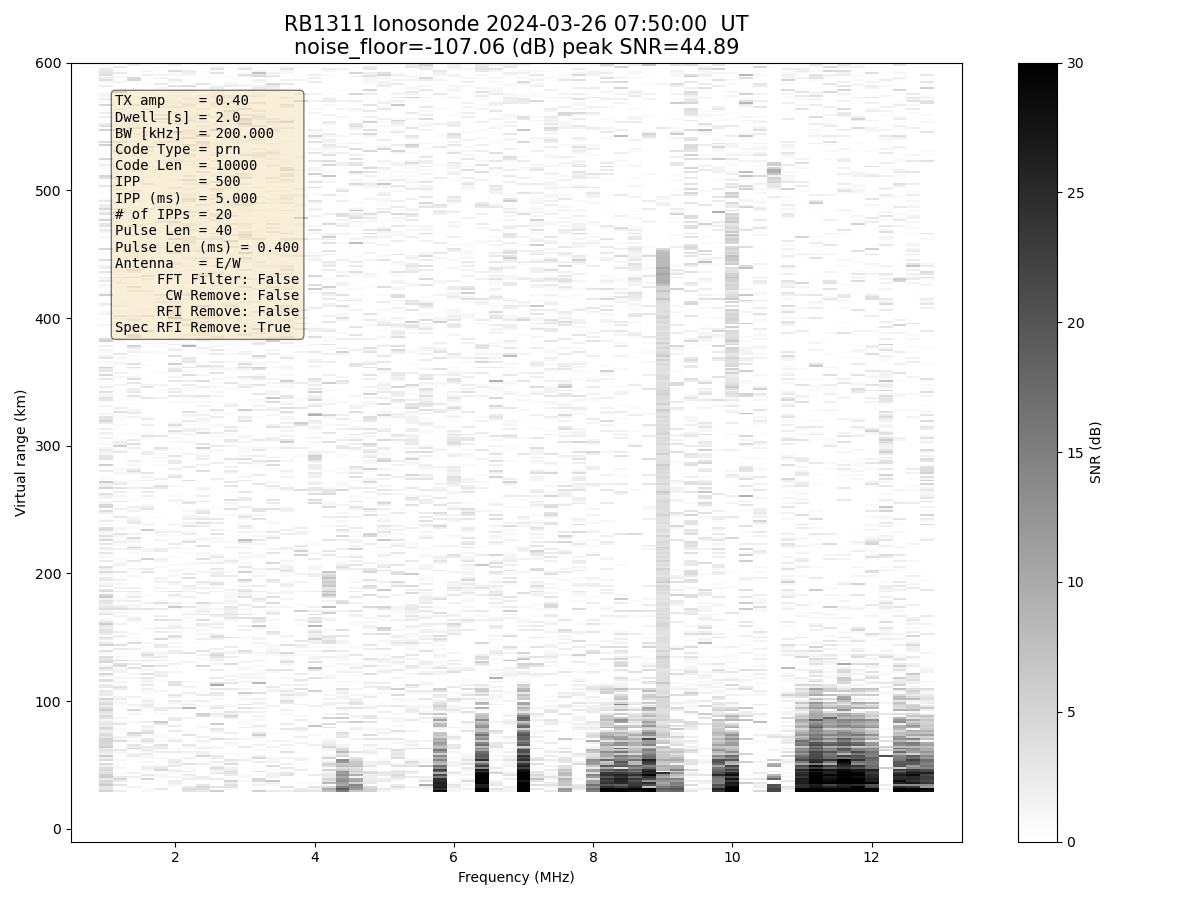 RB1311 Ionosonde 2024-03-26 07:50:00  UT
noise_floor=-107.06 (dB) peak SNR=44.89
600
500
400
300
200
100
0
Virtual range (km)
TX amp    = 0.40
Dwell [s] = 2.0
BW [kHz]  = 200.000
Code Type = prn
Code Len  = 10000
IPP       = 500
IPP (ms)  = 5.000
# of IPPs = 20
Pulse Len = 40
Pulse Len (ms) = 0.400
Antenna   = E/W
FFT Filter: False
CW Remove: False
RFI Remove: False
Spec RFI Remove: True
2 4 6 8 10 12
Frequency (MHz)
30
25
20
15
10
5
0
SNR (dB)